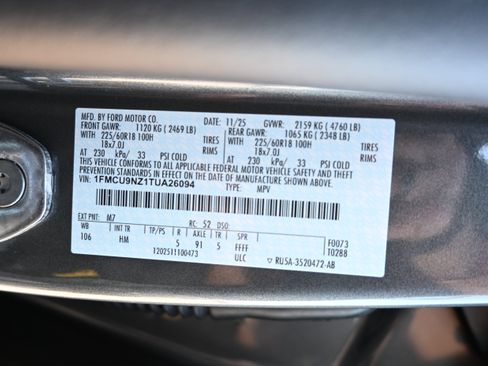 MFD. BY FORD MOTOR CO. DATE: 11/25 GVWR: 2159 KG ( 4760 LB)
FRONT GAWR: 1120 KG ( 2469 LB) REAR GAWR: 1065 KG ( 2348 LB)
WITH 225/60R18 100H TIRES WITH 225/60R18 100H TIRES
18x7.0J RIMS 18x7.0J RIMS
AT 230 kPa/ 33 PSI COLD AT 230 kPa/ 33 PSI COLD
THIS VEHICLE CONFORMS TO ALL APPLICABLE FEDERAL MOTOR VEHICLE SAFETY AND THEFT
PREVENTION STANDARDS IN EFFECT ON THE DATE OF MANUFACTURE SHOWN ABOVE.
VIN: 1FMCU9NZ1TUA26094 TYPE: MPV
EXT PNT: M7 RC: 52 DSO: F0073
WB INT TR TP/PS R AXLE TR SPR T0288
106 HM 5 91 5 FFFF
1202511100473 ULC ▽ RU5A-3520472-AB